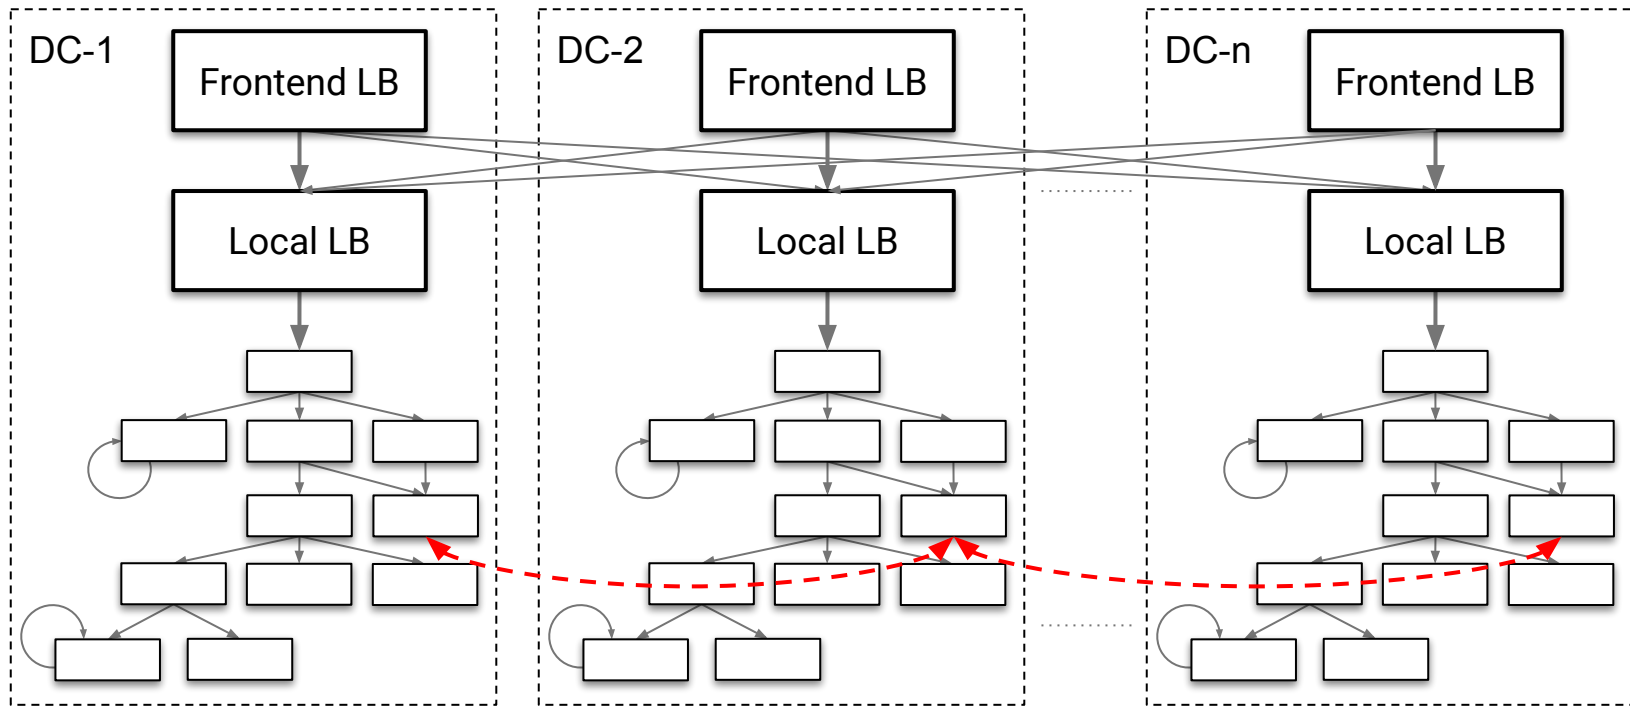 DC-1
Frontend LB
Local LB
DC-2
Frontend LB
Local LB
DC-n
Frontend LB
Local LB